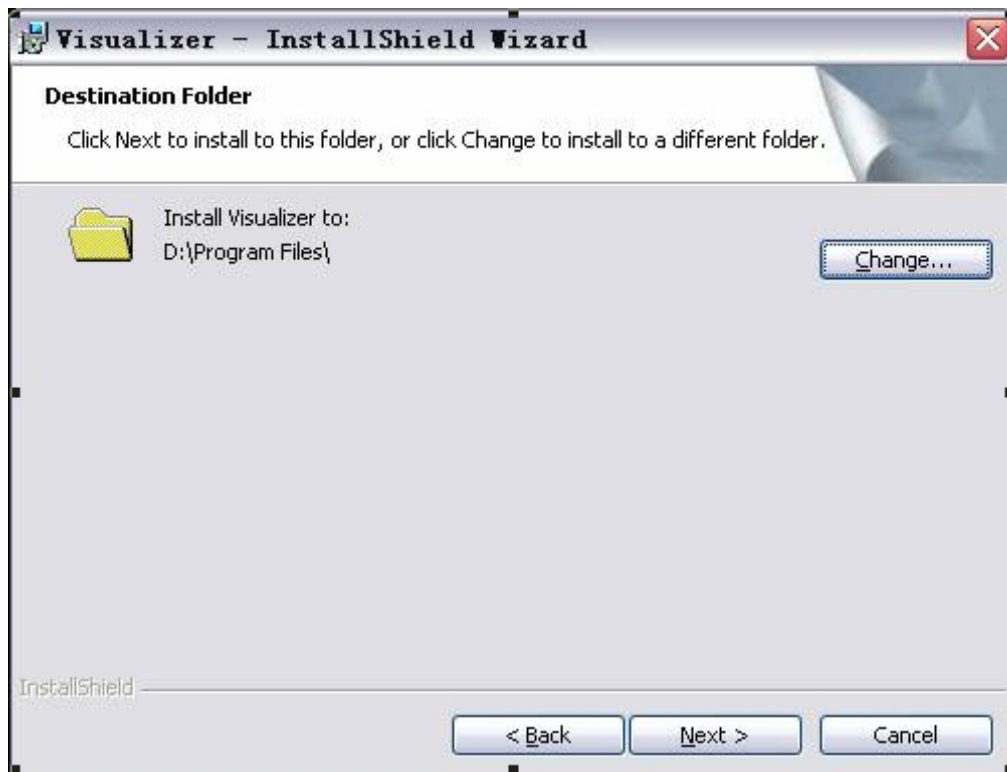 Visualizer - InstallShield Wizard
Destination Folder
Click Next to install to this folder, or click Change to install to a different folder.
Install Visualizer to:
D:\Program Files\
Change...
InstallShield
< Back
Next >
Cancel